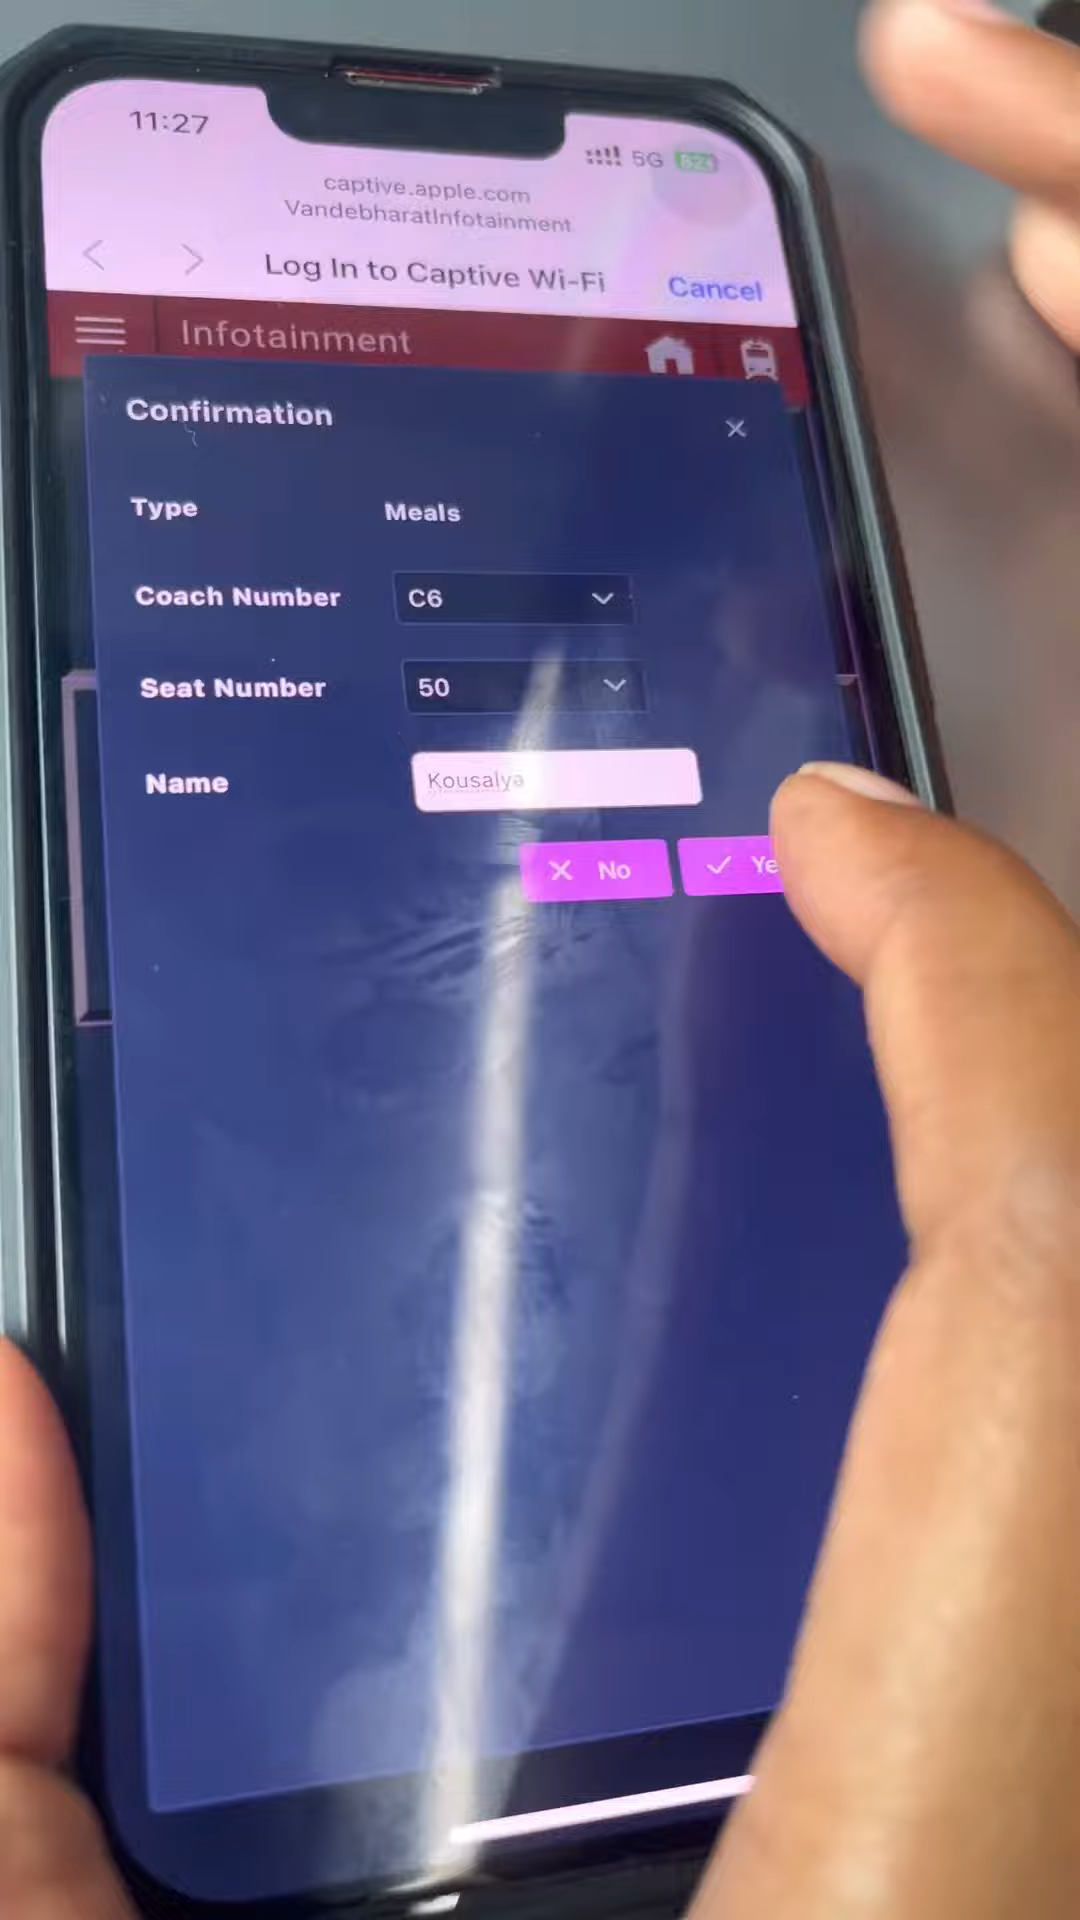 11:27
5G
captive.apple.com
VandebharatInfotainment
Log In to Captive Wi-Fi
Cancel
Infotainment
Confirmation
Type Meals
Coach Number C6
Seat Number 50
Name Kousalya
No
Ye